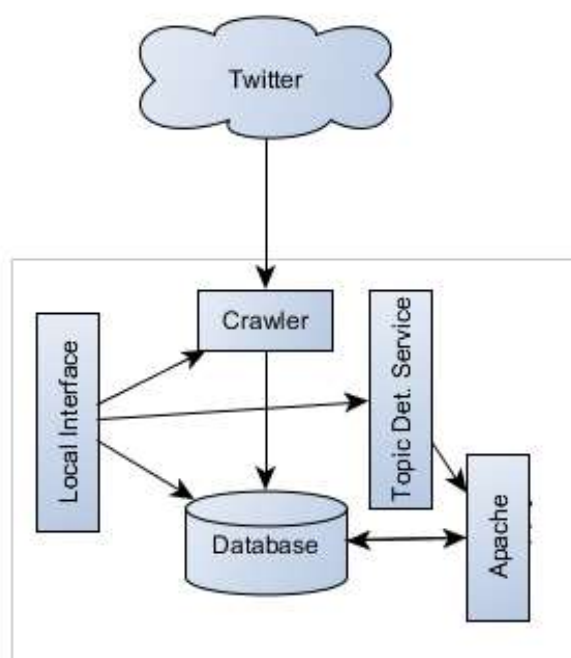 Twitter
Crawler
Local Interface
Topic Det. Service
Database
Apache